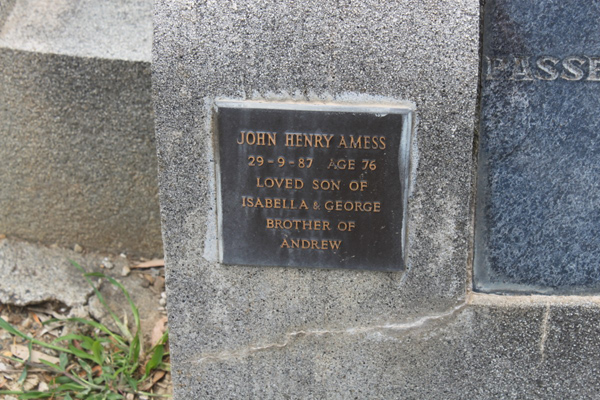 JOHN HENRY AMESS
29-9-87 AGE 76
LOVED SON OF
ISABELLA & GEORGE
BROTHER OF
ANDREW